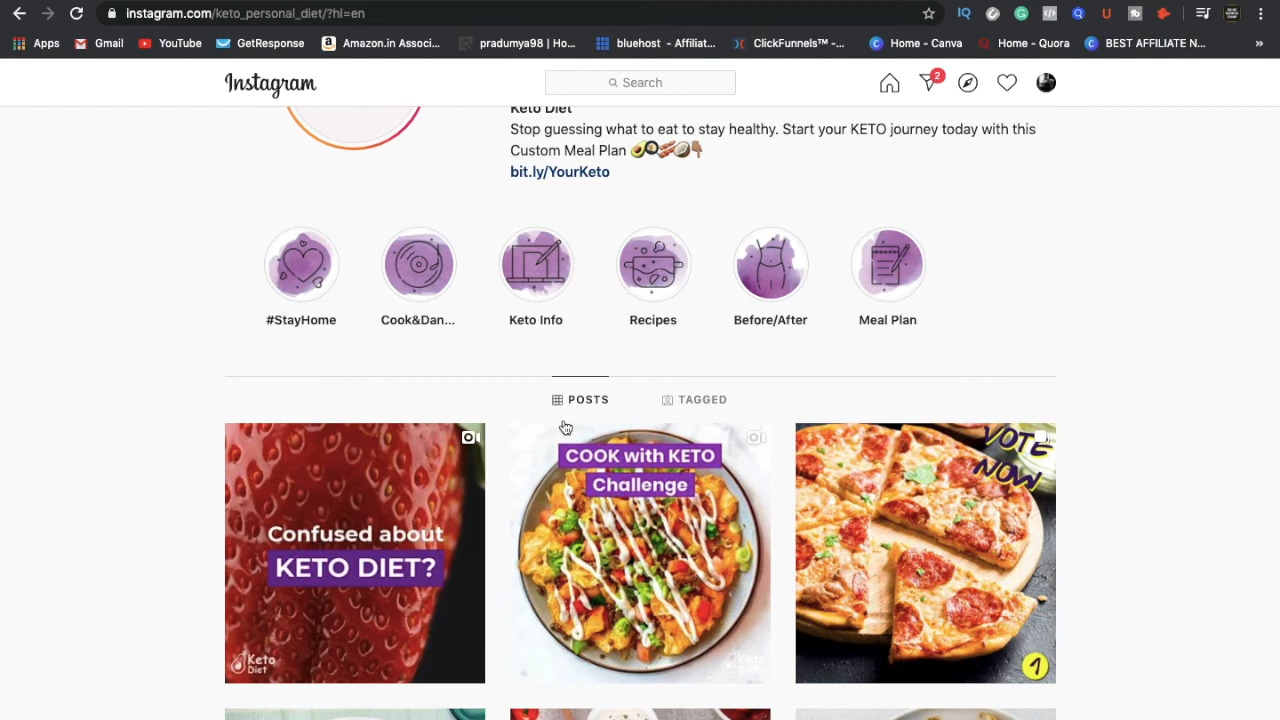 instagram.com/keto_personal_diet/?hl=en
Apps Gmail YouTube GetResponse Amazon.in Associ... pradumya98 | Ho... bluehost - Affiliat... ClickFunnels™ -... Home - Canva Home - Quora BEST AFFILIATE N... »
Instagram Search 2
Keto Diet
Stop guessing what to eat to stay healthy. Start your KETO journey today with this
Custom Meal Plan
bit.ly/YourKeto
#StayHome Cook&Dan... Keto Info Recipes Before/After Meal Plan
POSTS TAGGED
Confused about
KETO DIET?
Keto
Diet
COOK with KETO
Challenge
Keto
Diet
VOTE
NOW
1